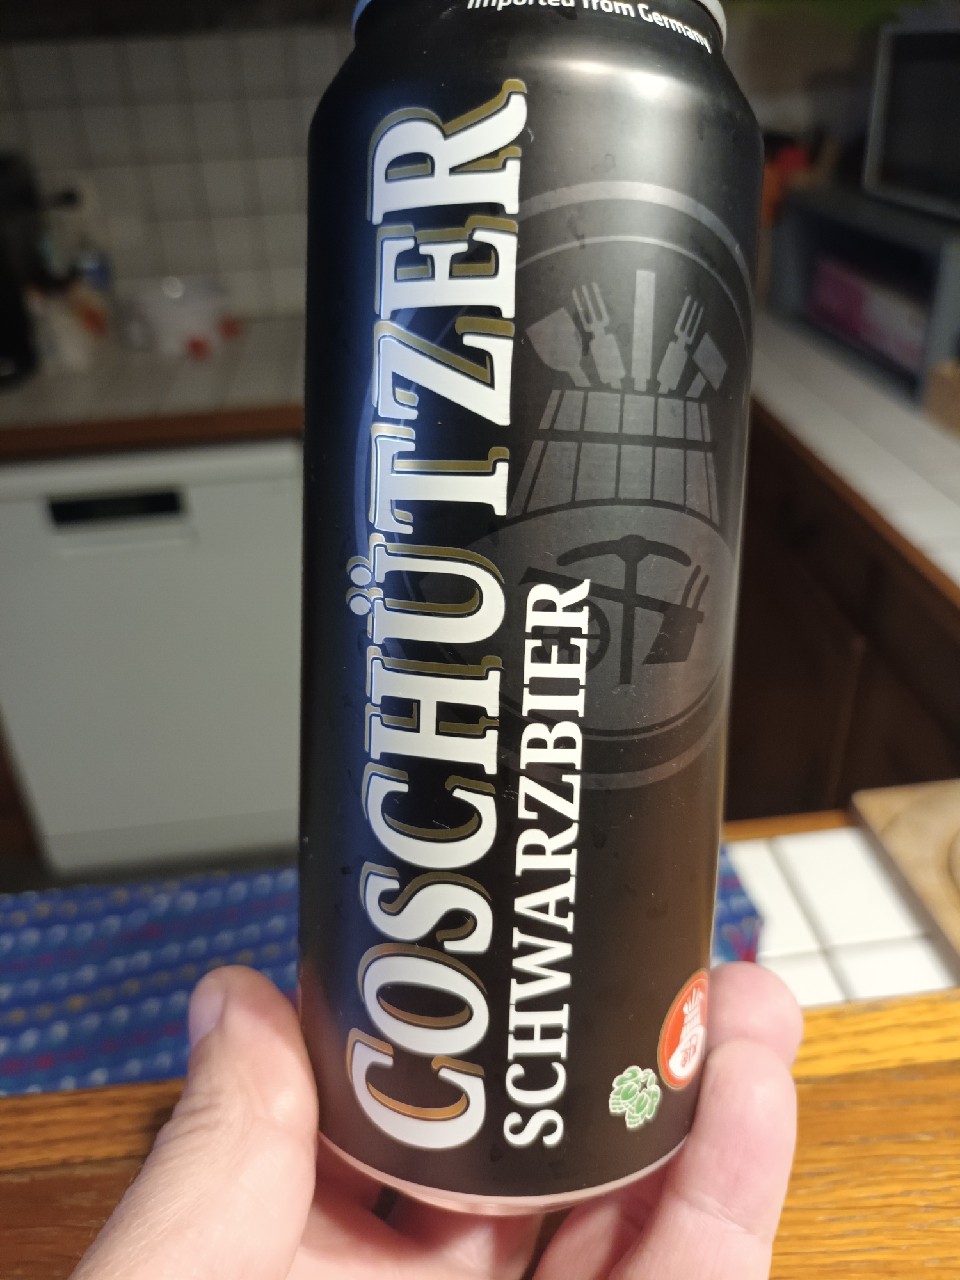 Imported from Germany
COSCHÜTZER
SCHWARZBIER